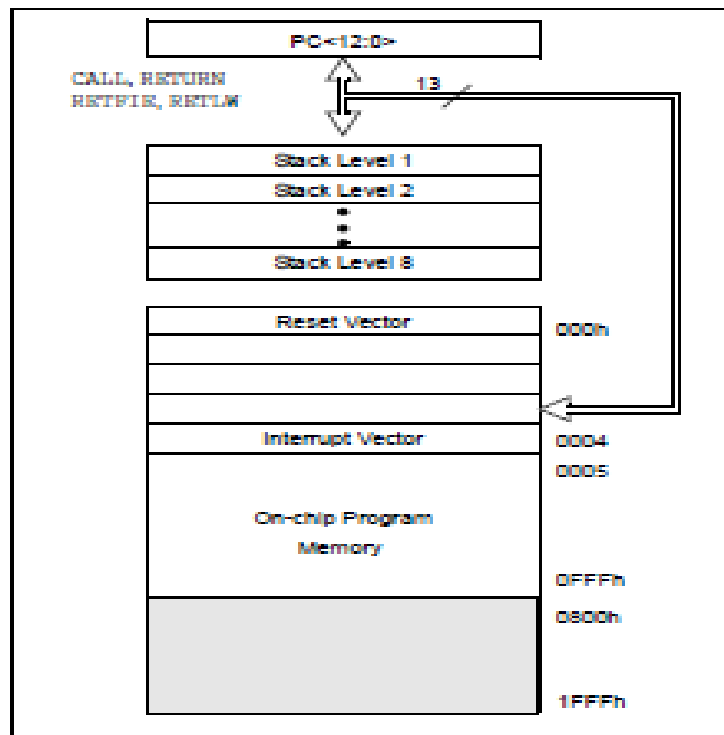 PC<12:0>
CALL, RETURN
RETFIE, RETLW
13
Stack Level 1
Stack Level 2
Stack Level 8
Reset Vector
000h
Interrupt Vector
0004
0005
On-chip Program
Memory
0FFFh
0800h
1FFFh